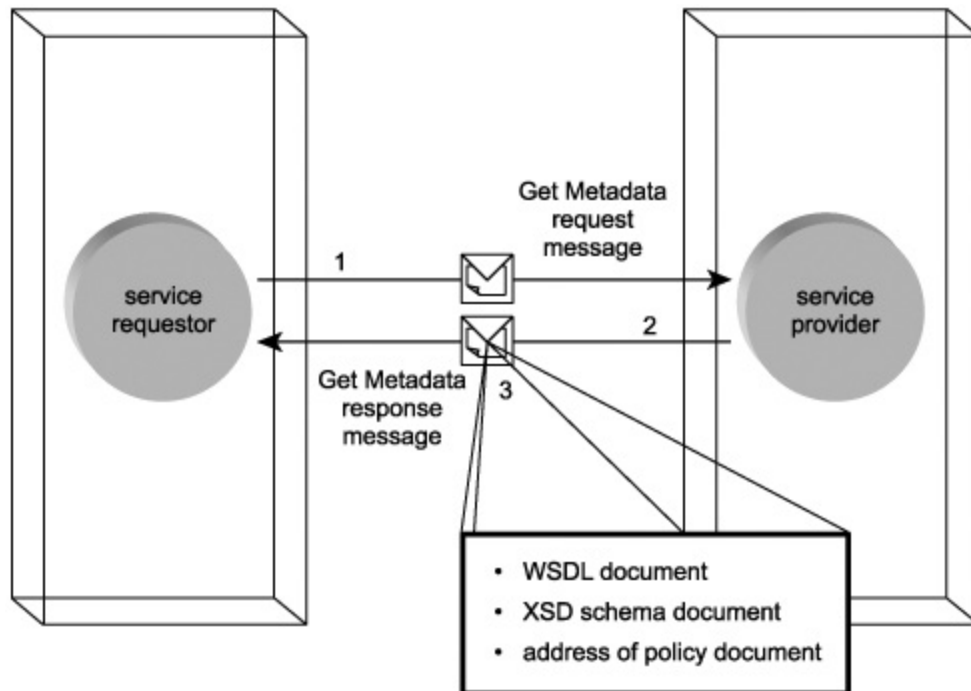 Get Metadata
request
message
1
service
requestor
service
provider
2
Get Metadata
response
message
3
• WSDL document
• XSD schema document
• address of policy document